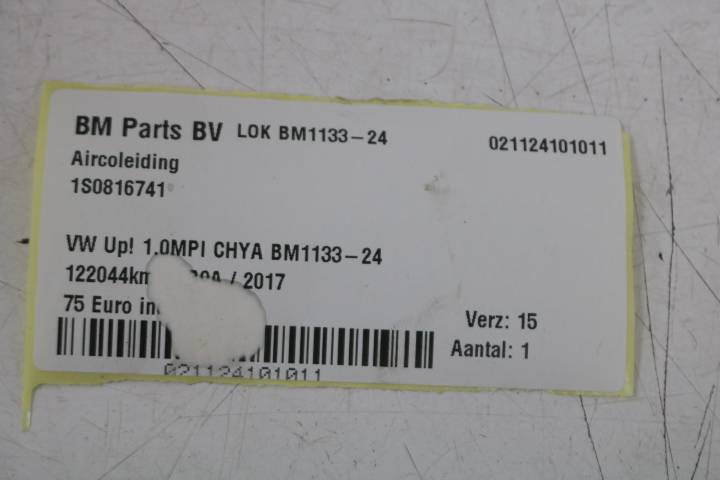 BM Parts BV LOK BM1133-24 021124101011
Aircoleiding
1S0816741
VW Up! 1.0MPI CHYA BM1133-24
122044km / 2017
75 Euro
Verz: 15
Aantal: 1
021124101011